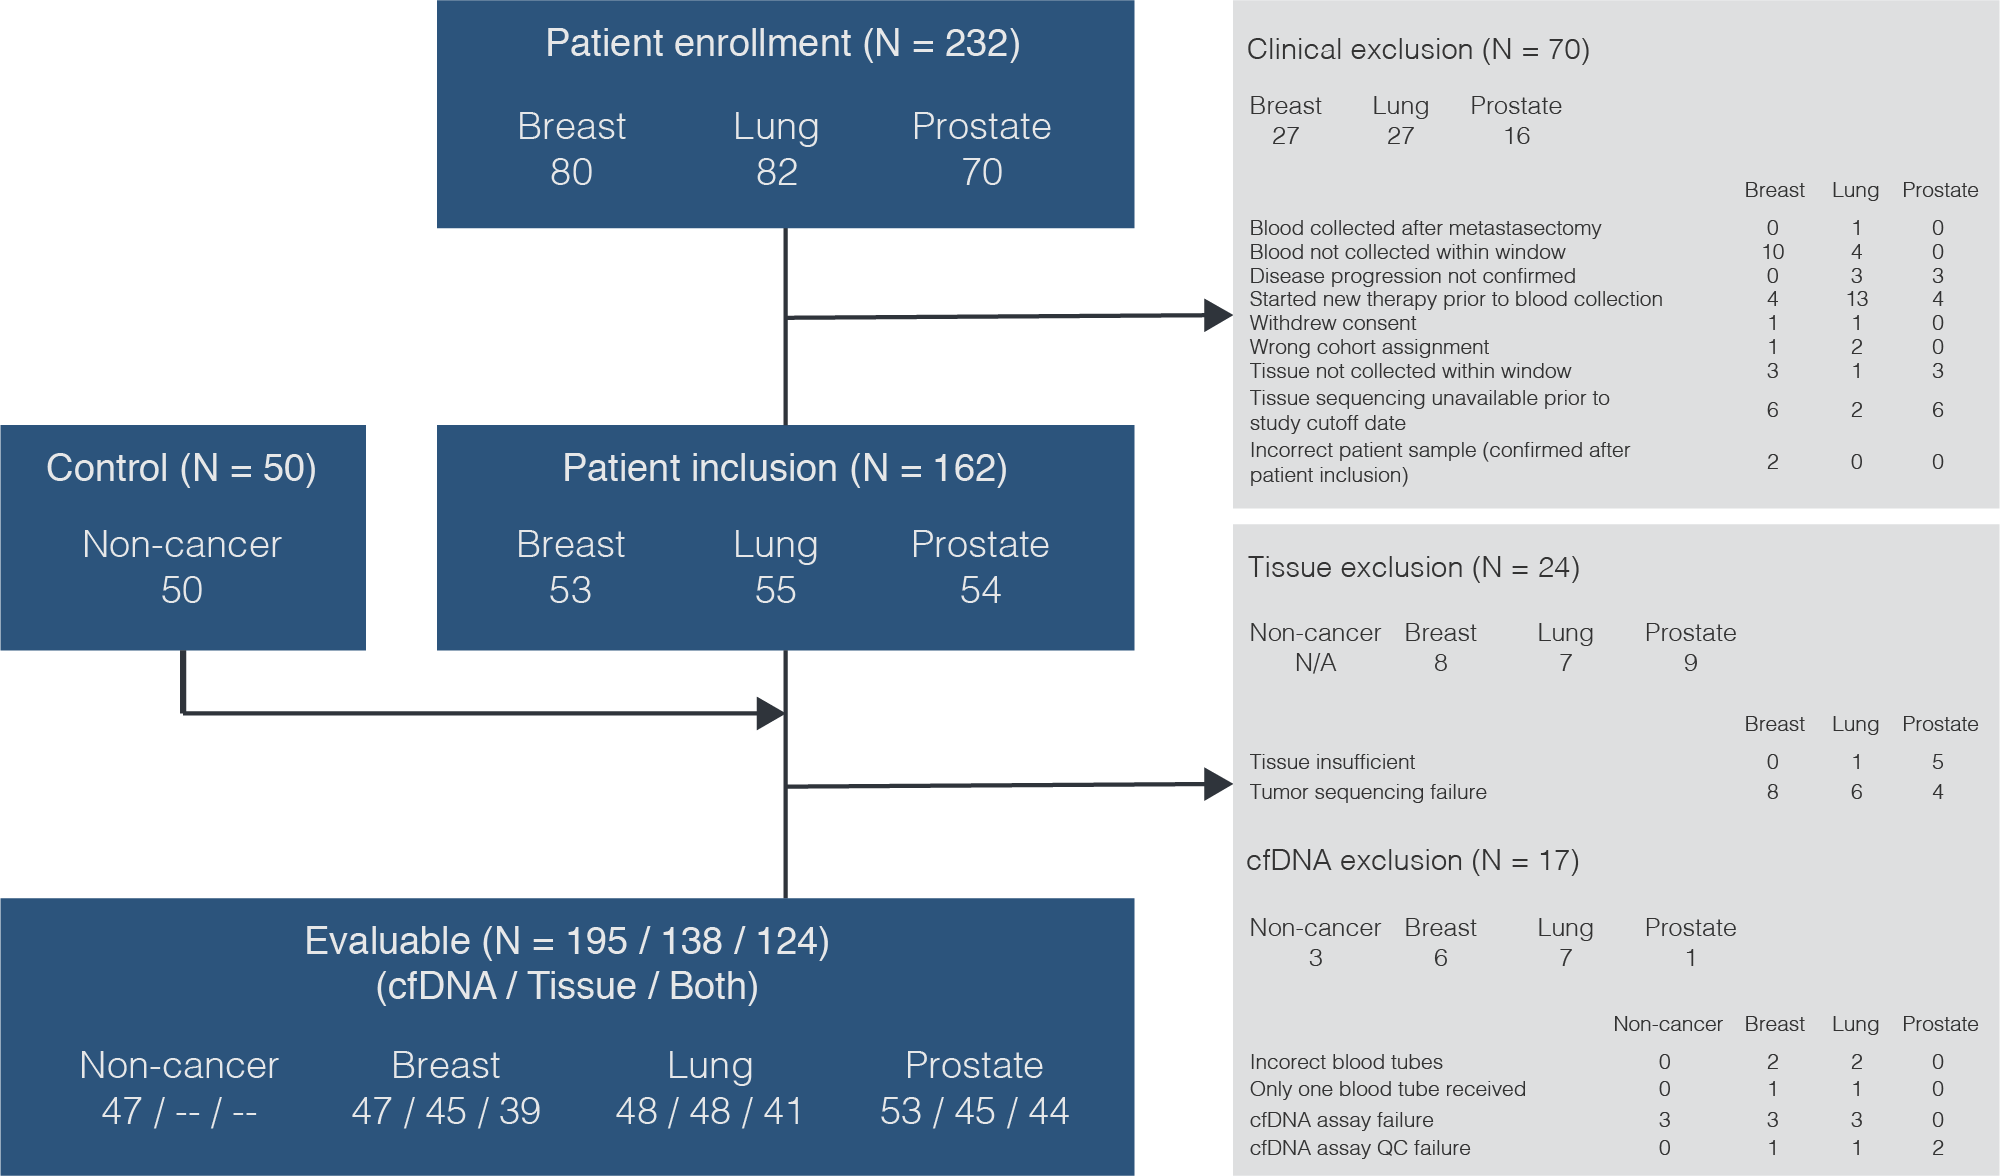 Patient enrollment (N = 232)
Breast Lung Prostate
80 82 70
Clinical exclusion (N = 70)
Breast Lung Prostate
27 27 16
Breast Lung Prostate
Blood collected after metastasectomy 0 1 0
Blood not collected within window 10 4 0
Disease progression not confirmed 0 3 3
Started new therapy prior to blood collection 4 13 4
Withdrew consent 1 1 0
Wrong cohort assignment 1 2 0
Tissue not collected within window 3 1 3
Tissue sequencing unavailable prior to
study cutoff date 6 2 6
Incorrect patient sample (confirmed after
patient inclusion) 2 0 0
Control (N = 50)
Non-cancer
50
Patient inclusion (N = 162)
Breast Lung Prostate
53 55 54
Tissue exclusion (N = 24)
Non-cancer Breast Lung Prostate
N/A 8 7 9
Breast Lung Prostate
Tissue insufficient 0 1 5
Tumor sequencing failure 8 6 4
cfDNA exclusion (N = 17)
Non-cancer Breast Lung Prostate
3 6 7 1
Non-cancer Breast Lung Prostate
Incorect blood tubes 0 2 2 0
Only one blood tube received 0 1 1 0
cfDNA assay failure 3 3 3 0
cfDNA assay QC failure 0 1 1 2
Evaluable (N = 195 / 138 / 124)
(cfDNA / Tissue / Both)
Non-cancer Breast Lung Prostate
47 / -- / -- 47 / 45 / 39 48 / 48 / 41 53 / 45 / 44